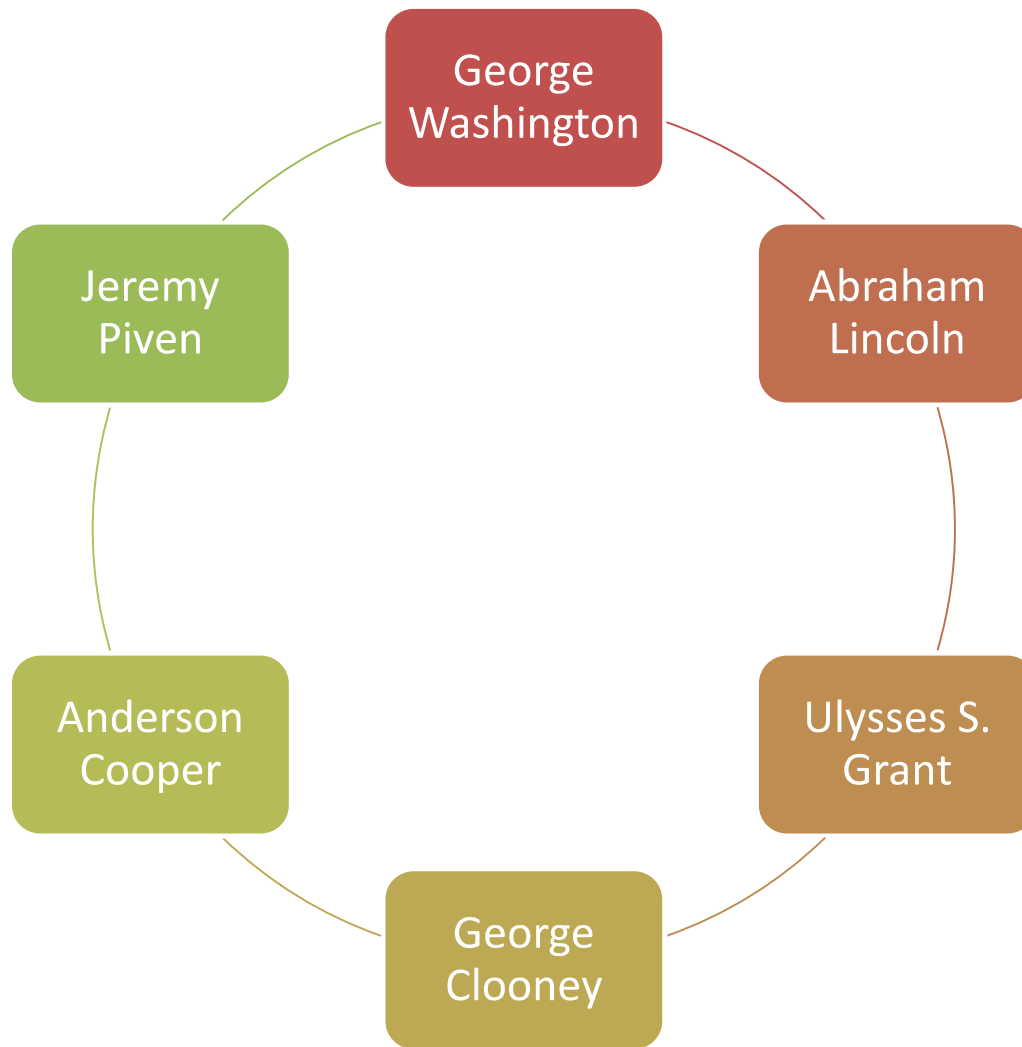 George
Washington
Abraham
Lincoln
Ulysses S.
Grant
George
Clooney
Anderson
Cooper
Jeremy
Piven